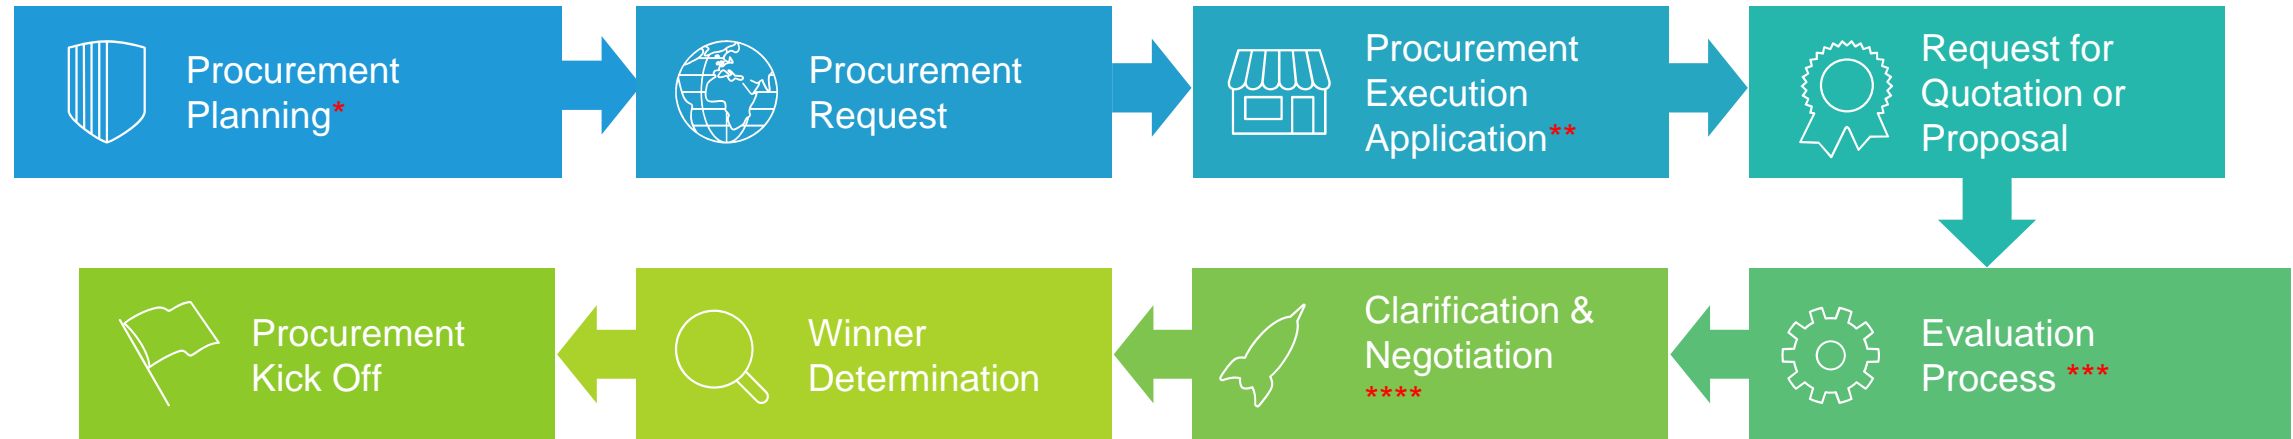 Procurement
Planning*
Procurement
Request
Procurement
Execution
Application**
Request for
Quotation or
Proposal
Evaluation
Process ***
Clarification &
Negotiation
****
Winner
Determination
Procurement
Kick Off